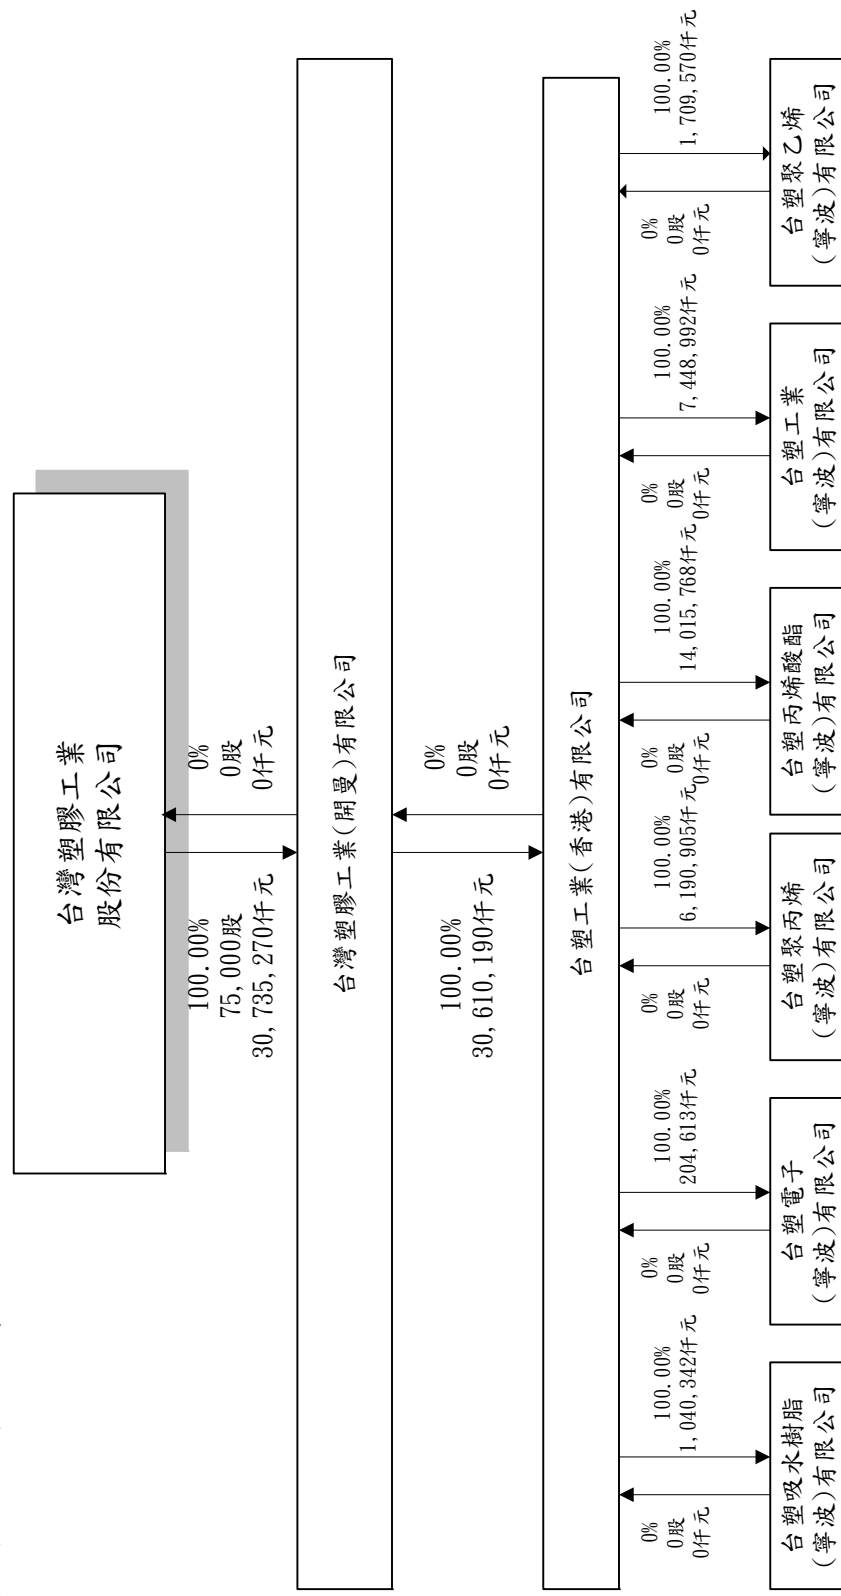 台灣塑膠工業
股份有限公司
100.00%
75,000股
30,735,270仟元
0%
0股
0仟元
台灣塑膠工業(開曼)有限公司
100.00%
30,610,190仟元
0%
0股
0仟元
台塑工業(香港)有限公司
0%
0股
0仟元
100.00%
1,040,342仟元
0%
0股
0仟元
100.00%
204,613仟元
0%
0股
0仟元
100.00%
6,190,905仟元
0%
0股
0仟元
100.00%
14,015,768仟元
0%
0股
0仟元
100.00%
7,448,992仟元
0%
0股
0仟元
100.00%
1,709,570仟元
台塑吸水樹脂
(寧波)有限公司
台塑電子
(寧波)有限公司
台塑聚丙烯
(寧波)有限公司
台塑丙烯酸酯
(寧波)有限公司
台塑工業
(寧波)有限公司
台塑聚乙烯
(寧波)有限公司